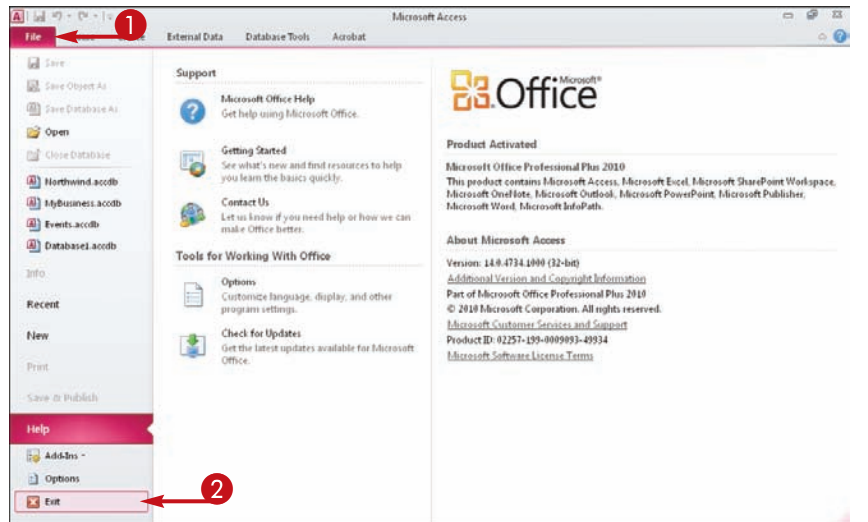 Microsoft Access
1
File
External Data
Database Tools
Acrobat
Save
Save Object As
Save Database As
Open
Close Database
Northwind.accdb
MyBusiness.accdb
Events.accdb
Database1.accdb
Info
Recent
New
Print
Save & Publish
Help
Add-Ins
Options
Exit
2
Support
Microsoft Office Help
Get help using Microsoft Office.
Getting Started
See what's new and find resources to help
you learn the basics quickly.
Contact Us
Let us know if you need help or how we can
make Office better.
Tools for Working With Office
Options
Customize language, display, and other
program settings.
Check for Updates
Get the latest updates available for Microsoft
Office.
Microsoft®
Office
Product Activated
Microsoft Office Professional Plus 2010
This product contains Microsoft Access, Microsoft Excel, Microsoft SharePoint Workspace,
Microsoft OneNote, Microsoft Outlook, Microsoft PowerPoint, Microsoft Publisher,
Microsoft Word, Microsoft InfoPath.
About Microsoft Access
Version: 14.0.4734.1000 (32-bit)
Additional Version and Copyright Information
Part of Microsoft Office Professional Plus 2010
© 2010 Microsoft Corporation. All rights reserved.
Microsoft Customer Services and Support
Product ID: 02257-199-0009093-49934
Microsoft Software License Terms